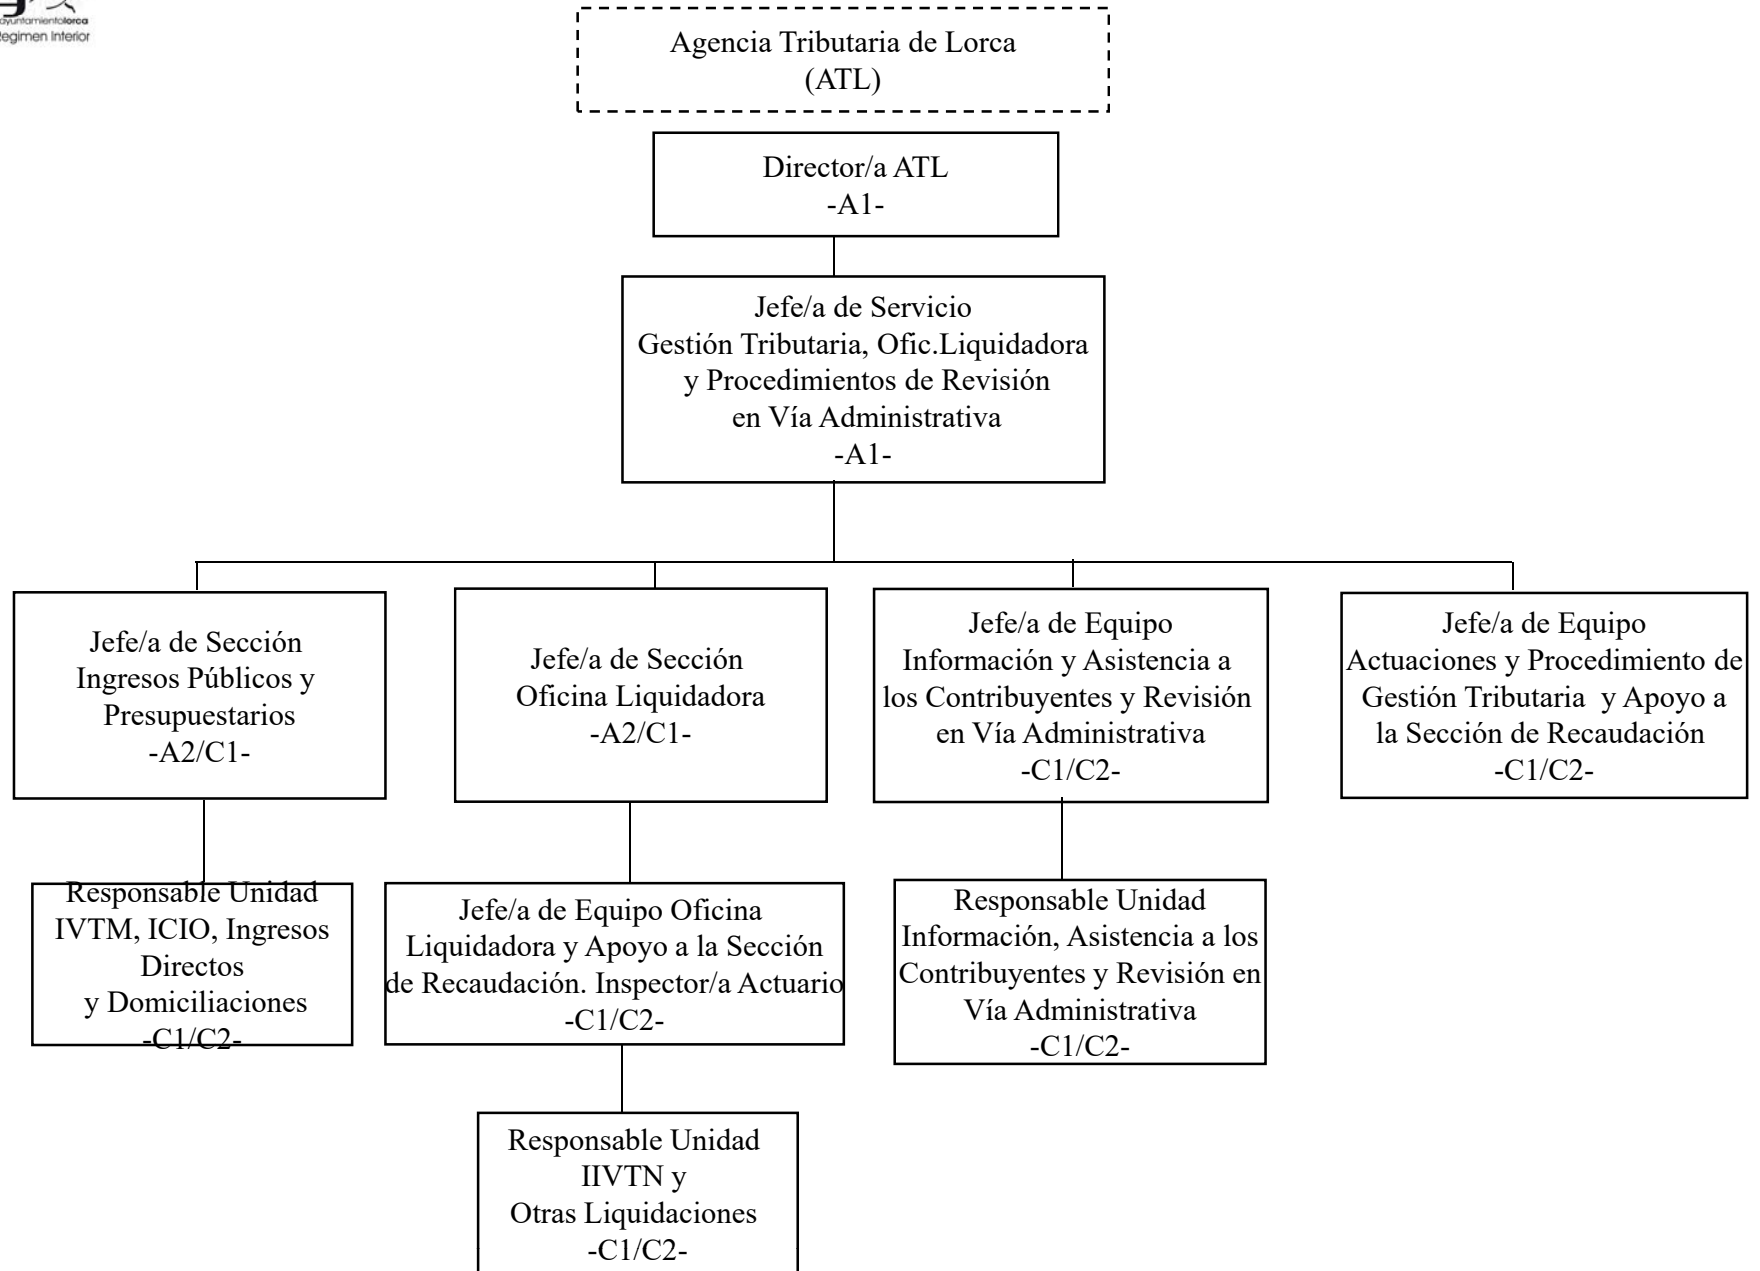 ayuntamientolorca
Regimen Interior
Agencia Tributaria de Lorca
(ATL)
Director/a ATL
-A1-
Jefe/a de Servicio
Gestión Tributaria, Ofic.Liquidadora
y Procedimientos de Revisión
en Vía Administrativa
-A1-
Jefe/a de Sección
Ingresos Públicos y
Presupuestarios
-A2/C1-
Jefe/a de Sección
Oficina Liquidadora
-A2/C1-
Jefe/a de Equipo
Información y Asistencia a
los Contribuyentes y Revisión
en Vía Administrativa
-C1/C2-
Jefe/a de Equipo
Actuaciones y Procedimiento de
Gestión Tributaria y Apoyo a
la Sección de Recaudación
-C1/C2-
Responsable Unidad
IVTM, ICIO, Ingresos
Directos
y Domiciliaciones
-C1/C2-
Jefe/a de Equipo Oficina
Liquidadora y Apoyo a la Sección
de Recaudación. Inspector/a Actuario
-C1/C2-
Responsable Unidad
Información, Asistencia a los
Contribuyentes y Revisión en
Vía Administrativa
-C1/C2-
Responsable Unidad
IIVTN y
Otras Liquidaciones
-C1/C2-